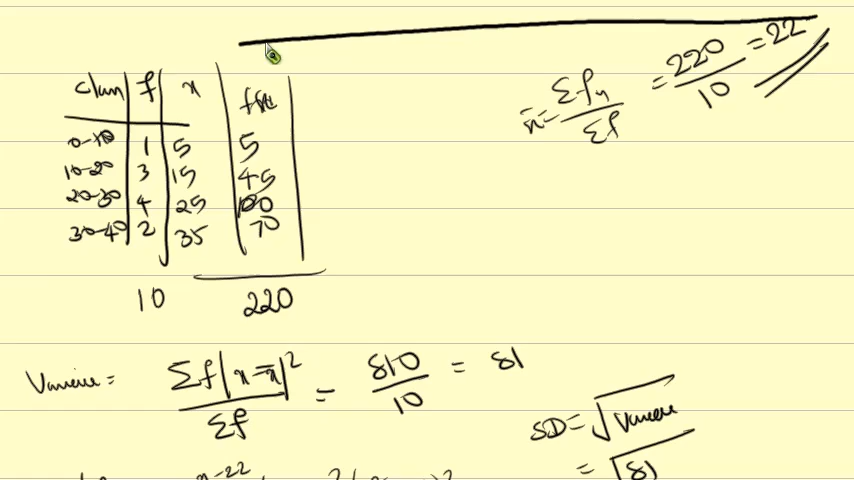 class f x fx
0-10 1 5 5
10-20 3 15 45
20-30 4 25 100
30-40 2 35 70
10 220
x̄ = Σfx / Σf = 220 / 10 = 22
Variance = Σf|x-x̄|² / Σf = 810 / 10 = 81
SD = √Variance
= √81
x-22